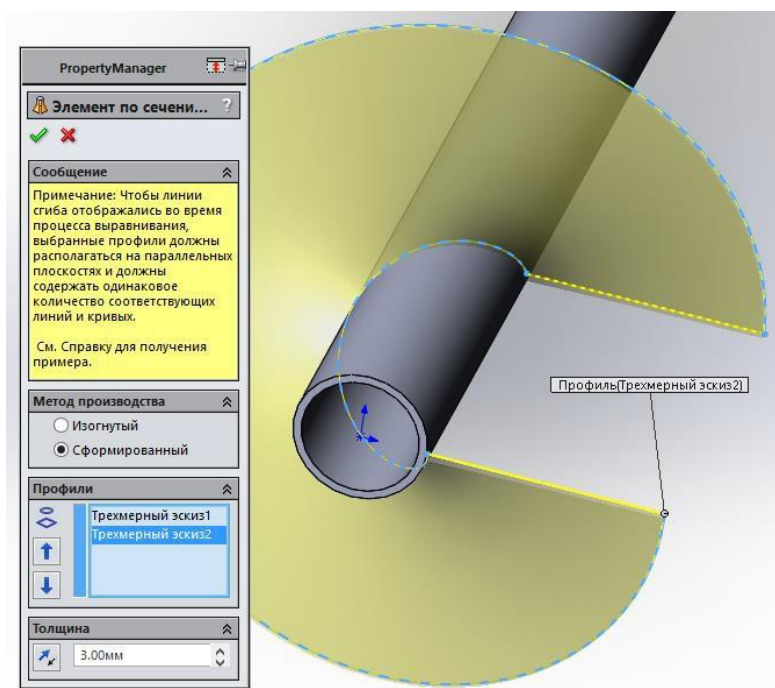 PropertyManager
Элемент по сечени... ?
Сообщение
Примечание: Чтобы линии
сгиба отображались во время
процесса выравнивания,
выбранные профили должны
располагаться на параллельных
плоскостях и должны
содержать одинаковое
количество соответствующих
линий и кривых.
См. Справку для получения
примера.
Метод производства
Изогнутый
Сформированный
Профили
Трехмерный эскиз1
Трехмерный эскиз2
Толщина
3.00мм
Профиль(Трехмерный эскиз2)